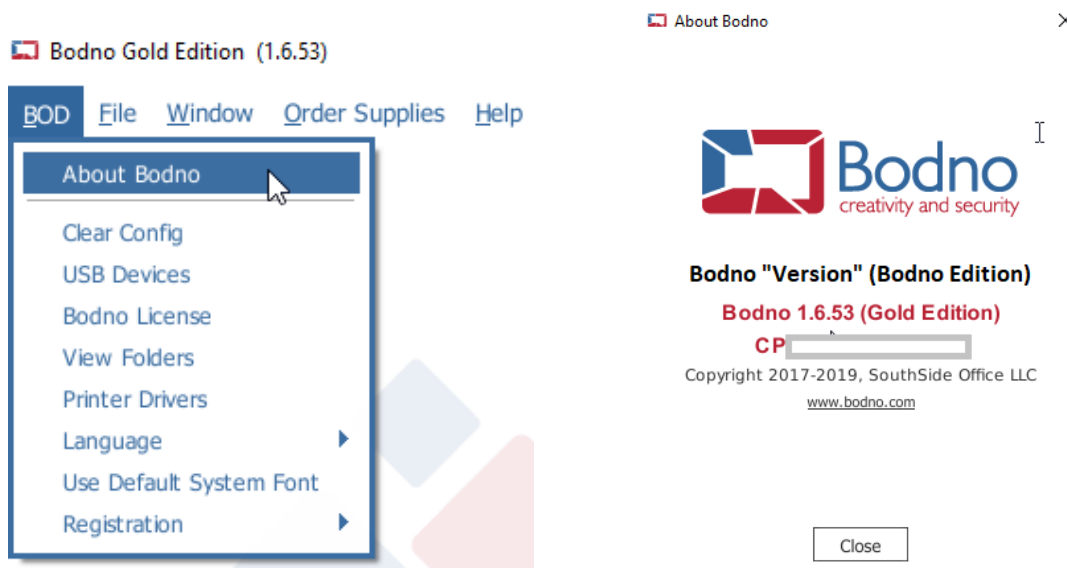 Bodno Gold Edition (1.6.53)
BOD File Window Order Supplies Help
About Bodno
Clear Config
USB Devices
Bodno License
View Folders
Printer Drivers
Language
Use Default System Font
Registration
About Bodno
Bodno
creativity and security
Bodno "Version" (Bodno Edition)
Bodno 1.6.53 (Gold Edition)
CP
Copyright 2017-2019, SouthSide Office LLC
www.bodno.com
Close